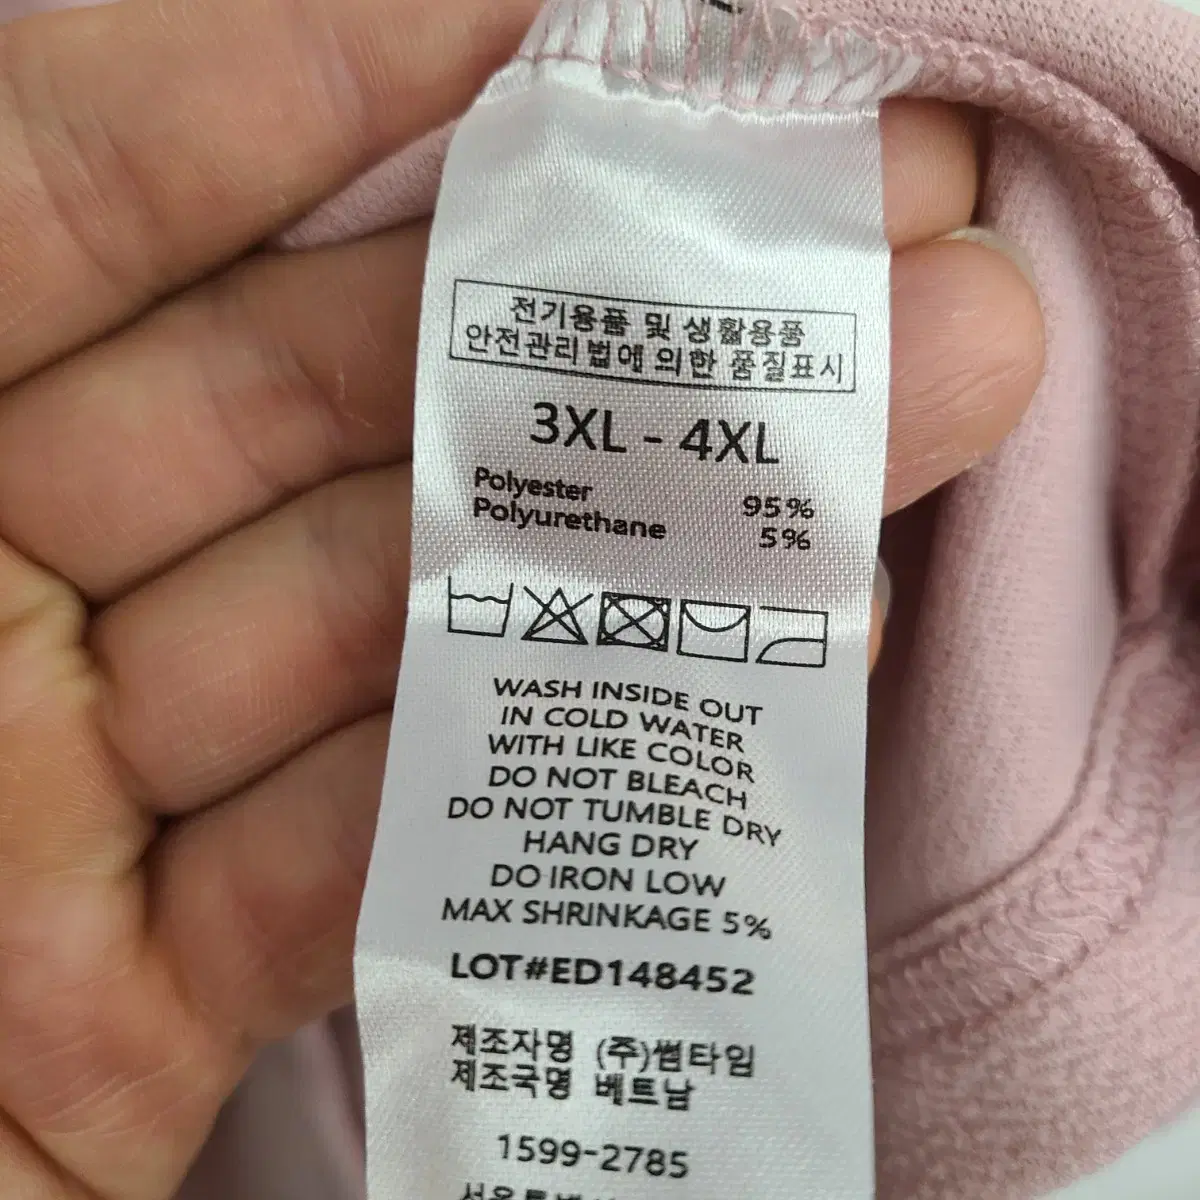 전기용품 및 생활용품
안전관리법에 의한 품질표시
3XL - 4XL
Polyester 95%
Polyurethane 5%
WASH INSIDE OUT
IN COLD WATER
WITH LIKE COLOR
DO NOT BLEACH
DO NOT TUMBLE DRY
HANG DRY
DO IRON LOW
MAX SHRINKAGE 5%
LOT#ED148452
제조자명 (주)썸타임
제조국명 베트남
1599-2785